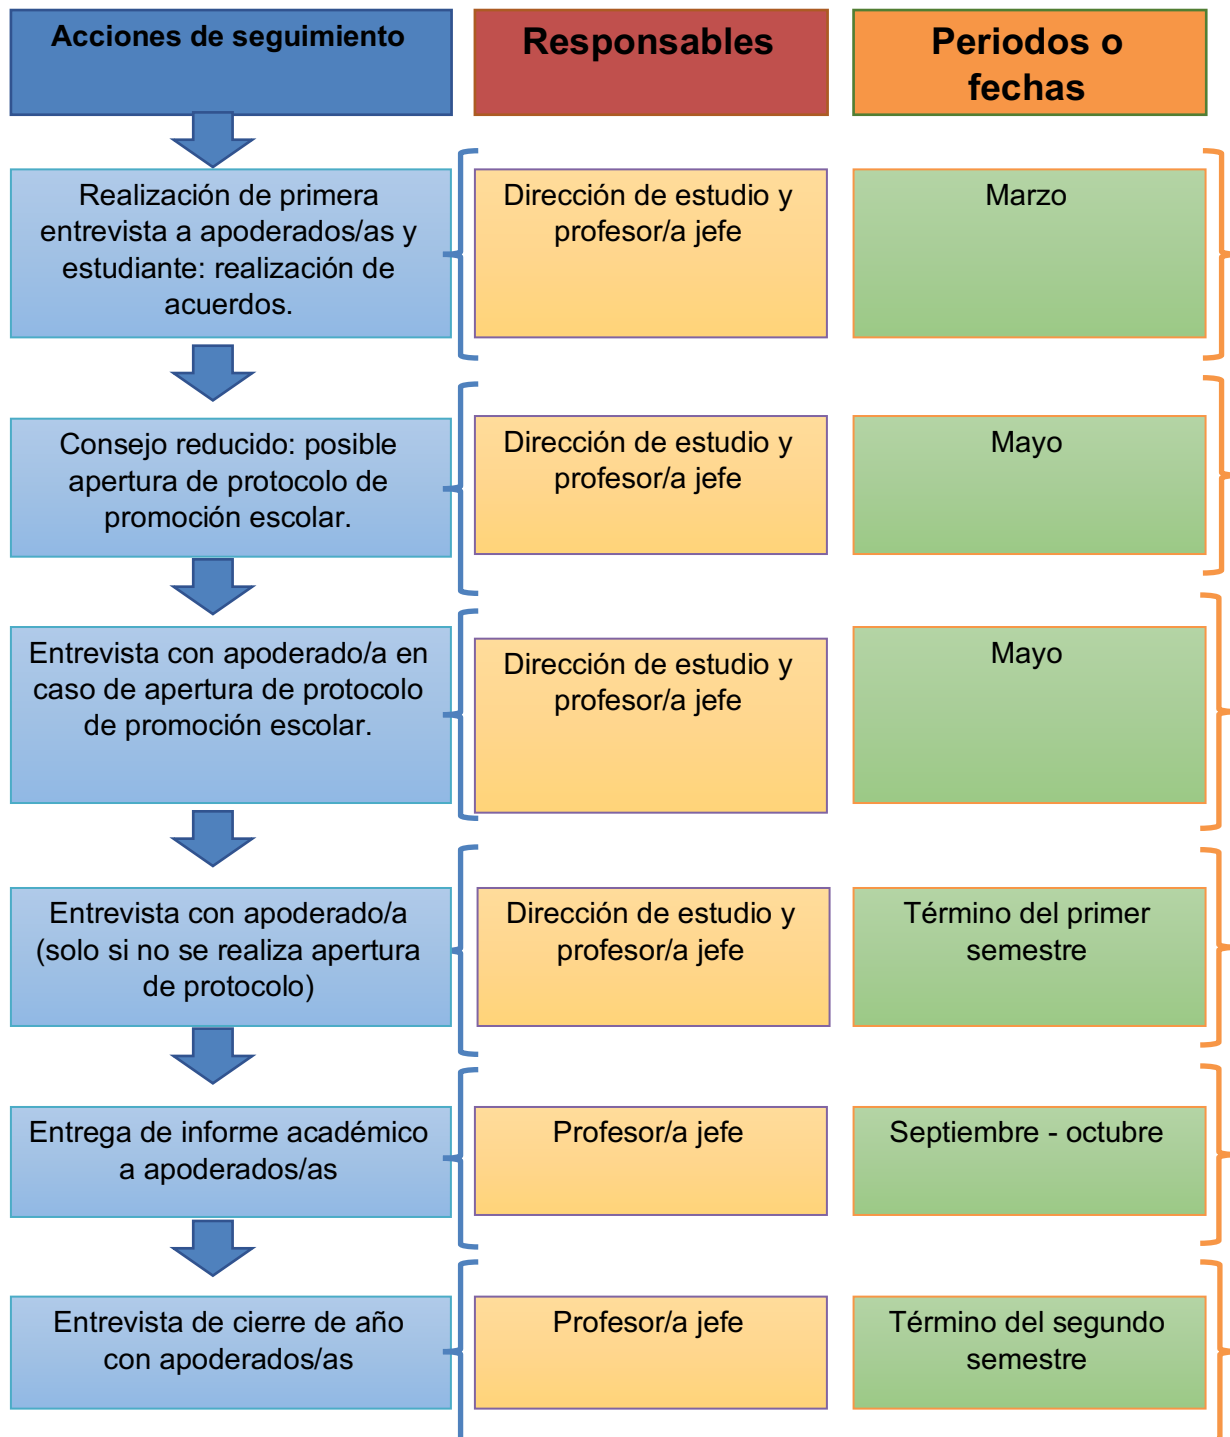 Acciones de seguimiento
Responsables
Periodos o
fechas
Realización de primera
entrevista a apoderados/as y
estudiante: realización de
acuerdos.
Dirección de estudio y
profesor/a jefe
Marzo
Consejo reducido: posible
apertura de protocolo de
promoción escolar.
Dirección de estudio y
profesor/a jefe
Mayo
Entrevista con apoderado/a en
caso de apertura de protocolo
de promoción escolar.
Dirección de estudio y
profesor/a jefe
Mayo
Entrevista con apoderado/a
(solo si no se realiza apertura
de protocolo)
Dirección de estudio y
profesor/a jefe
Término del primer
semestre
Entrega de informe académico
a apoderados/as
Profesor/a jefe
Septiembre - octubre
Entrevista de cierre de año
con apoderados/as
Profesor/a jefe
Término del segundo
semestre